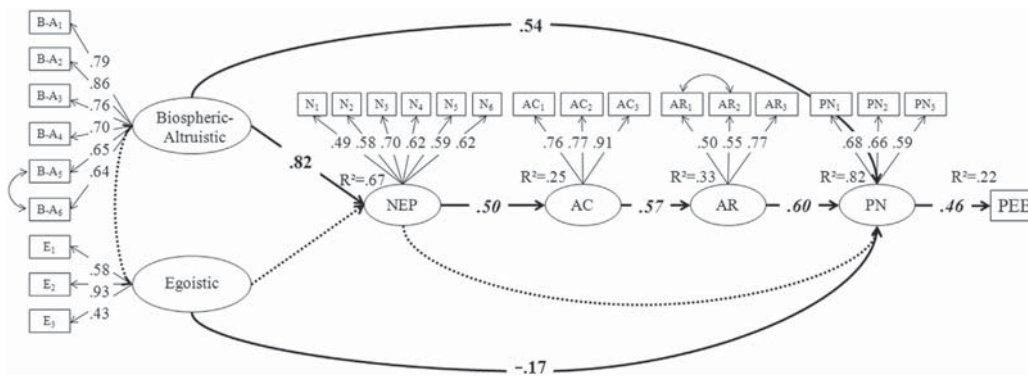 B-A₁
B-A₂
B-A₃
B-A₄
B-A₅
B-A₆
.79
.86
.76
.70
.65
.64
Biospheric-
Altruistic
E₁
E₂
E₃
.58
.93
.43
Egoistic
.54
.82
N₁ N₂ N₃ N₄ N₅ N₆
.49 .58 .70 .62 .59 .62
R²=.67
NEP
.50
AC₁ AC₂ AC₃
.76 .77 .91
R²=.25
AC
.57
AR₁ AR₂ AR₃
.50 .55 .77
R²=.33
AR
.60
PN₁ PN₂ PN₃
.68 .66 .59
R²=.82
PN
.46
R²=.22
PEB
-.17